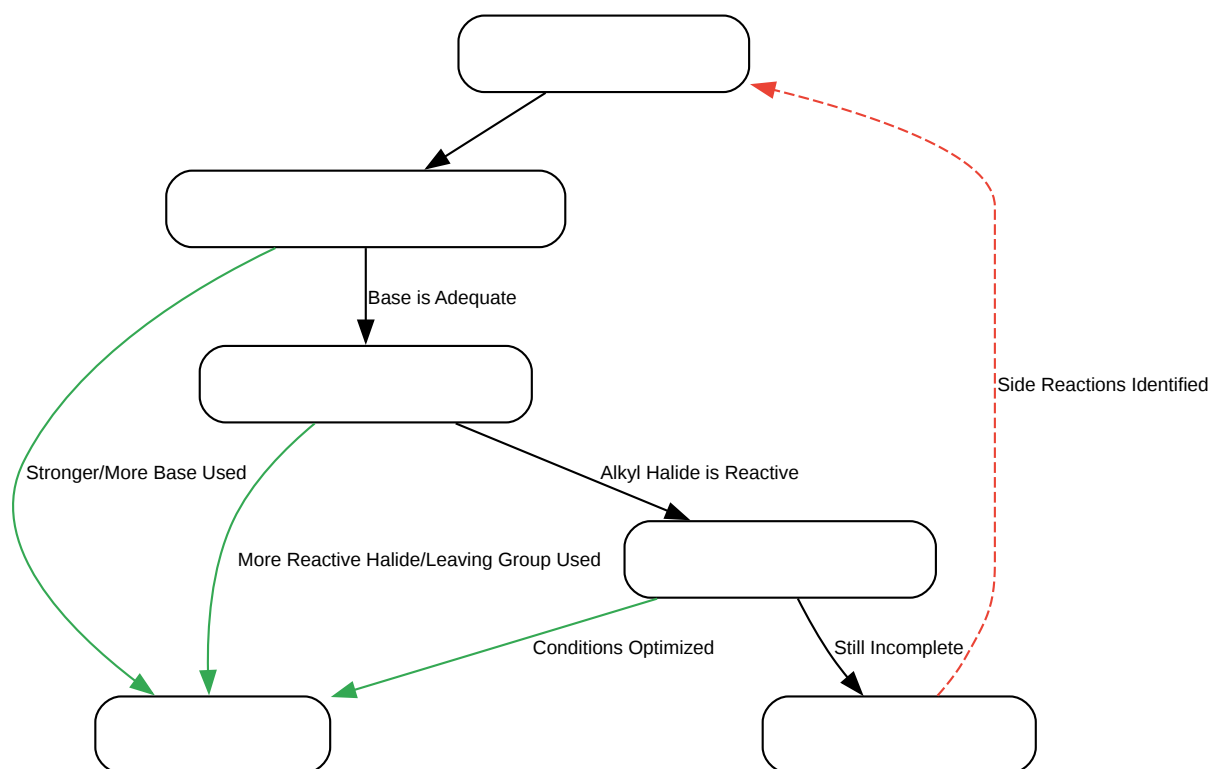 Base is Adequate
Side Reactions Identified
Stronger/More Base Used
Alkyl Halide is Reactive
More Reactive Halide/Leaving Group Used
Conditions Optimized
Still Incomplete